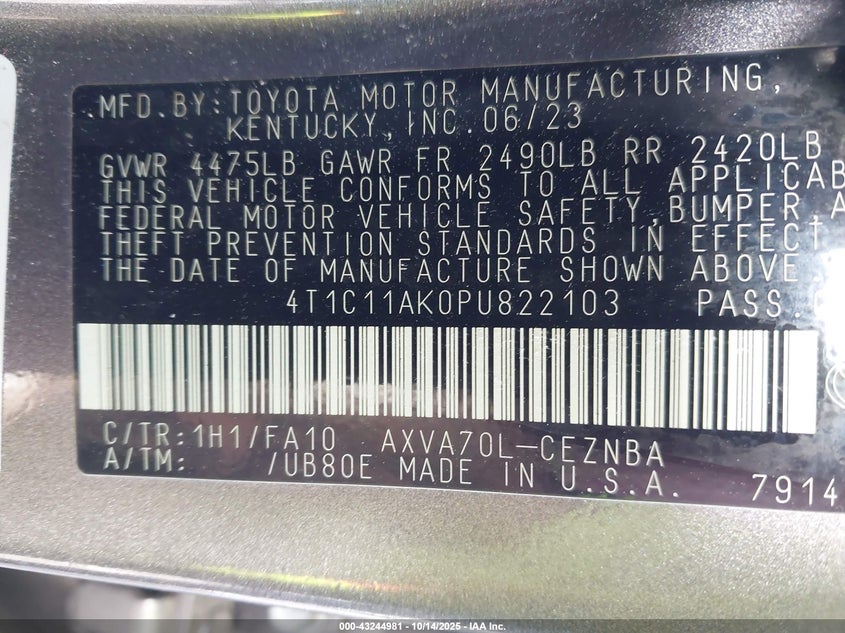 MFD. BY: TOYOTA MOTOR MANUFACTURING,
KENTUCKY, INC. 06/23
GVWR 4475LB GAWR FR 2490LB RR 2420LB
THIS VEHICLE CONFORMS TO ALL APPLICAB
FEDERAL MOTOR VEHICLE SAFETY, BUMPER, A
THEFT PREVENTION STANDARDS IN EFFECT
THE DATE OF MANUFACTURE SHOWN ABOVE.
4T1C11AK0PU822103 PASS.
C/TR: 1H1/FA10 AXVA70L-CEZNBA
A/TM: /UB80E MADE IN U.S.A. 7914
000-43244981 - 10/14/2025 - IAA Inc.